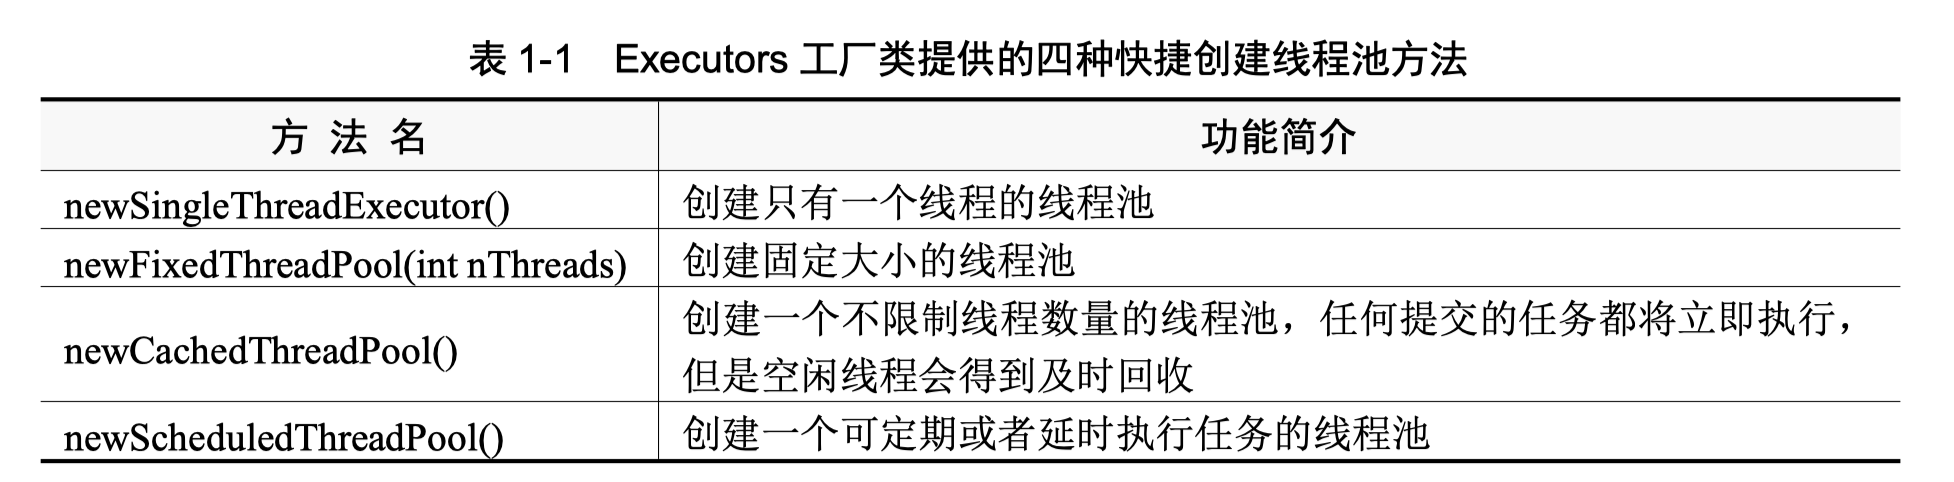 表 1-1 Executors 工厂类提供的四种快捷创建线程池方法
方 法 名 功能简介
newSingleThreadExecutor() 创建只有一个线程的线程池
newFixedThreadPool(int nThreads) 创建固定大小的线程池
newCachedThreadPool() 创建一个不限制线程数量的线程池，任何提交的任务都将立即执行，
但是空闲线程会得到及时回收
newScheduledThreadPool() 创建一个可定期或者延时执行任务的线程池